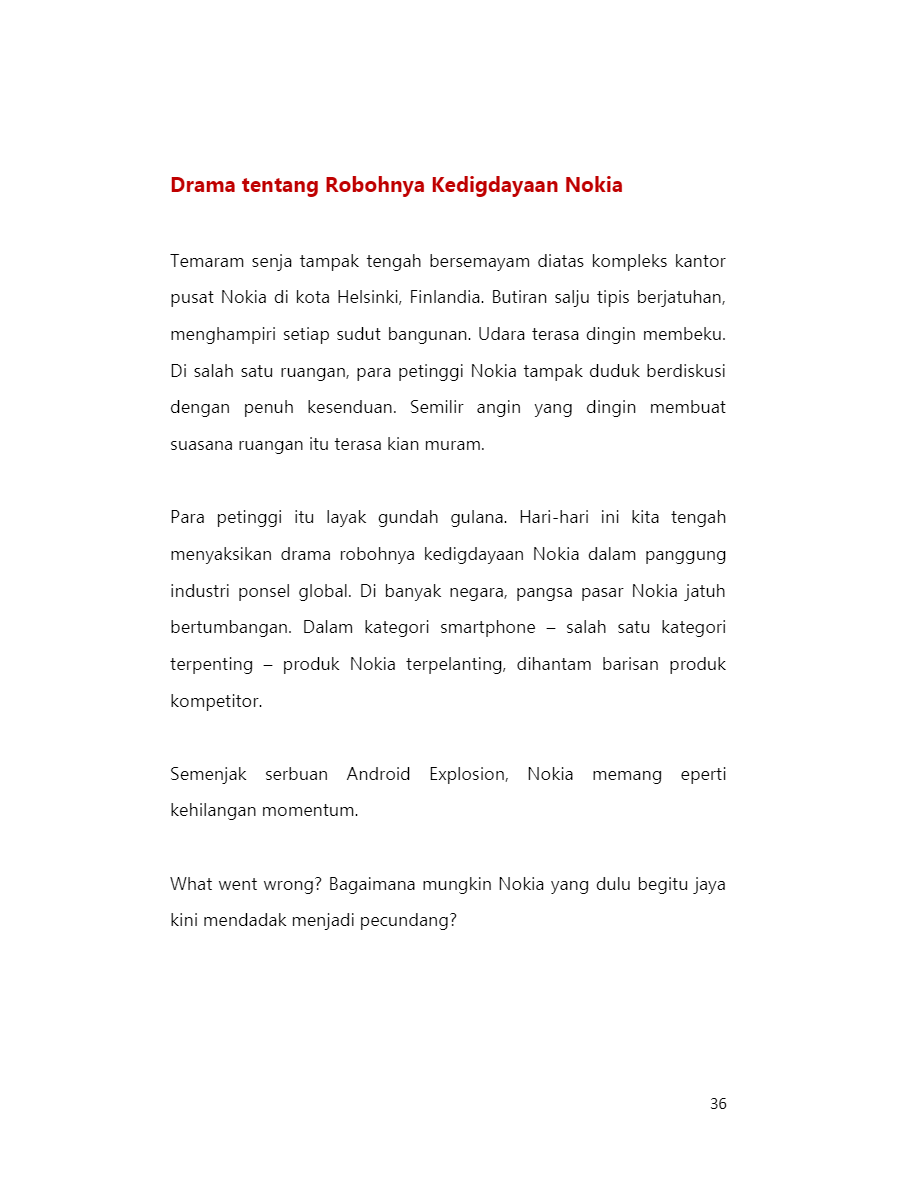 Drama tentang Robohnya Kedigdayaan Nokia
Temaram senja tampak tengah bersemayam diatas kompleks kantor
pusat Nokia di kota Helsinki, Finlandia. Butiran salju tipis berjatuhan,
menghampiri setiap sudut bangunan. Udara terasa dingin membeku.
Di salah satu ruangan, para petinggi Nokia tampak duduk berdiskusi
dengan penuh kesenduan. Semilir angin yang dingin membuat
suasana ruangan itu terasa kian muram.
Para petinggi itu layak gundah gulana. Hari-hari ini kita tengah
menyaksikan drama robohnya kedigdayaan Nokia dalam panggung
industri ponsel global. Di banyak negara, pangsa pasar Nokia jatuh
bertumbangan. Dalam kategori smartphone – salah satu kategori
terpenting – produk Nokia terpelanting, dihantam barisan produk
kompetitor.
Semenjak serbuan Android Explosion, Nokia memang eperti
kehilangan momentum.
What went wrong? Bagaimana mungkin Nokia yang dulu begitu jaya
kini mendadak menjadi pecundang?
36